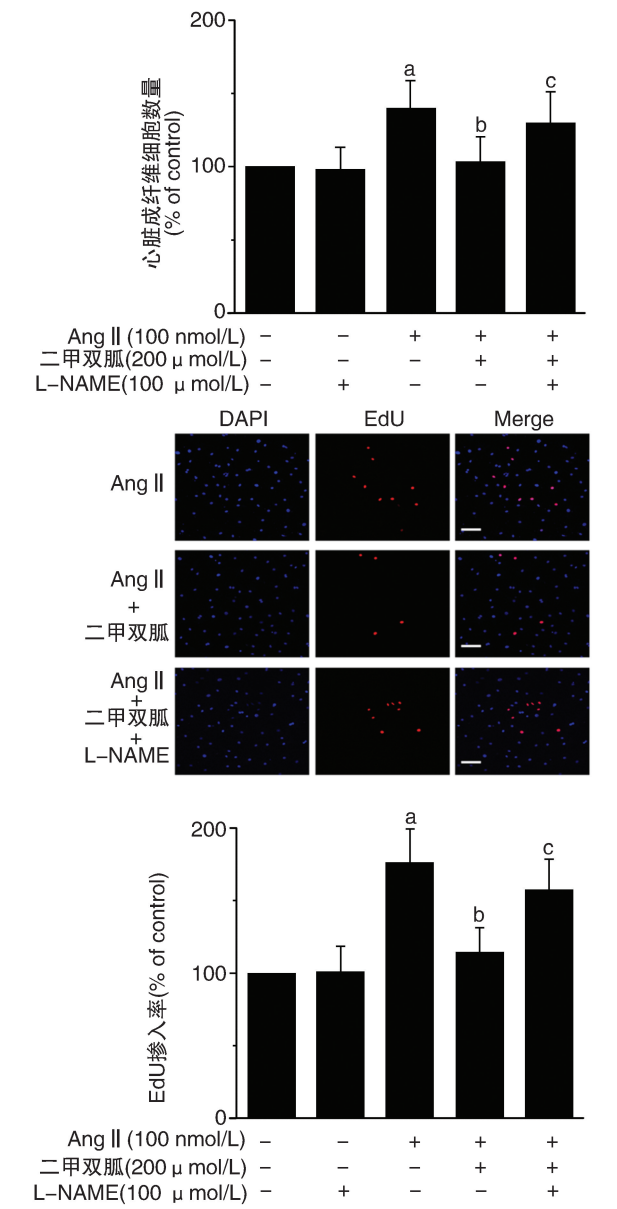 200
a
c
b
心脏成纤维细胞数量
(% of control)
100
0
Ang Ⅱ (100 nmol/L) − − + + +
二甲双胍(200 μ mol/L) − − − + +
L−NAME(100 μ mol/L) − + − − +
DAPI EdU Merge
Ang Ⅱ
Ang Ⅱ
+
二甲双胍
Ang Ⅱ
+
二甲双胍
+
L−NAME
200
a
c
b
EdU掺入率(% of control)
100
0
Ang Ⅱ (100 nmol/L) − − + + +
二甲双胍(200 μ mol/L) − − − + +
L−NAME(100 μ mol/L) − + − − +